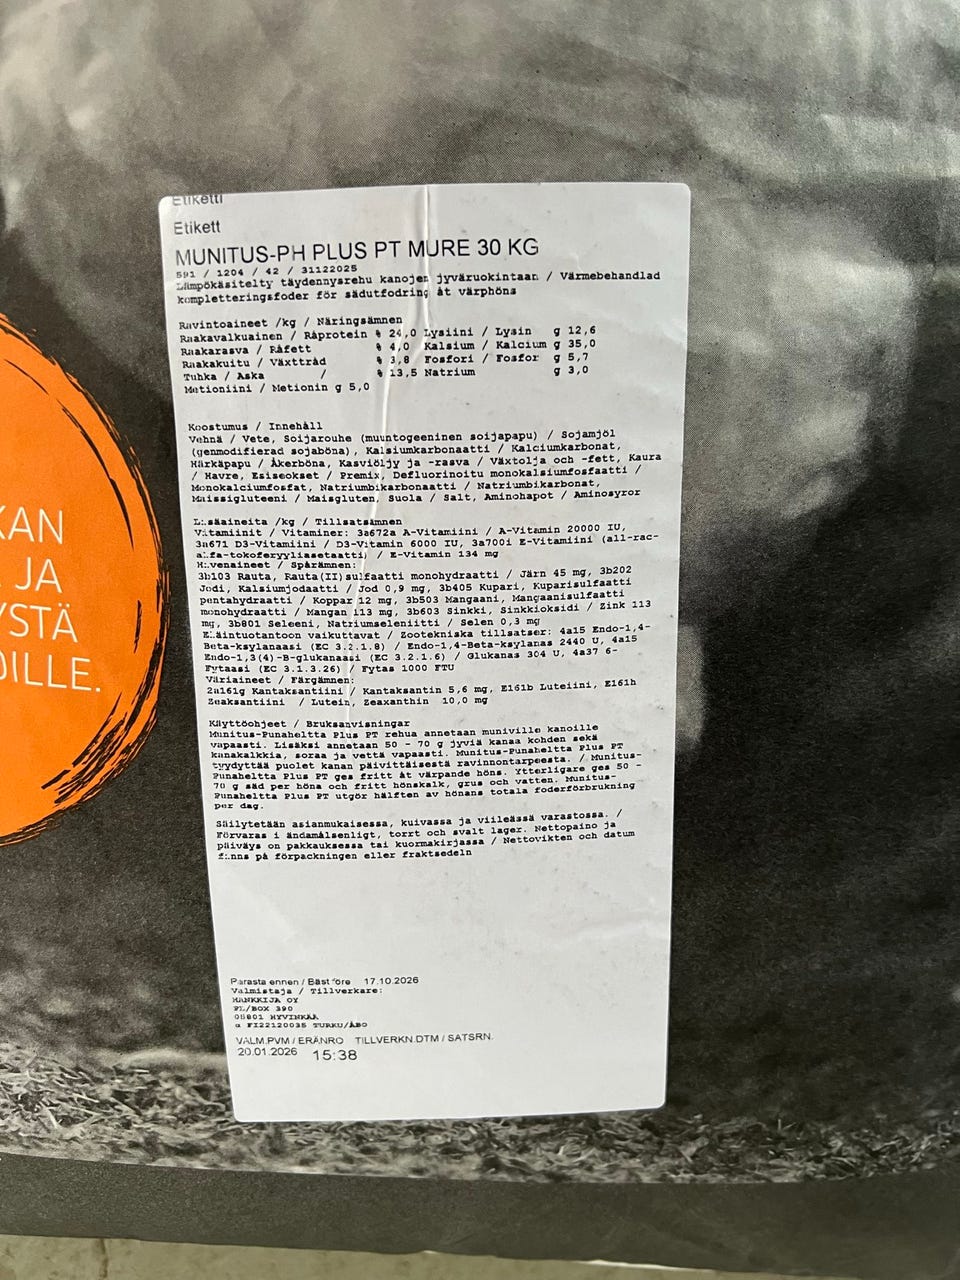 Etiketti
Etikett
MUNITUS-PH PLUS PT MURE 30 KG
591 / 1204 / 42 / 31122025
Lämpökäsitelty täydennysrehu kanojen jyväruokintaan / Värmebehandlad
kompletteringsfoder för sädutfodring åt värphöns
Ravintoaineet /kg / Näringsämnen
Raakavalkuainen / Råprotein % 24,0 Lysiini / Lysin g 12,6
Raakarasva / Råfett % 4,0 Kalsium / Kalcium g 35,0
Raakakuitu / Växttråd % 3,8 Fosfori / Fosfor g 5,7
Tuhka / Aska / % 13,5 Natrium g 3,0
Metioniini / Metionin g 5,0
Koostumus / Innehåll
Vehnä / Vete, Soijarouhe (muuntogeeninen soijapapu) / Sojamjöl
(genmodifierad sojaböna), Kalsiumkarbonaatti / Kalciumkarbonat,
Härkäpapu / Åkerböna, Kasviöljy ja -rasva / Växtolja och -fett, Kaura
/ Havre, Esiseokset / Premix, Defluorinoitu monokalsiumfosfaatti /
Monokalciumfosfat, Natriumbikarbonaatti / Natriumbikarbonat,
Maissigluteeni / Maisgluten, Suola / Salt, Aminohapot / Aminosyror
Lisäaineita /kg / Tillsatsämnen
Vitamiinit / Vitaminer: 3a672a A-Vitamiini / A-Vitamin 20000 IU,
3a671 D3-Vitamiini / D3-Vitamin 6000 IU, 3a700i E-Vitamiini (all-rac-
alfa-tokoferyyliasetaatti) / E-Vitamin 134 mg
Hivenaineet / Spårämnen:
3b103 Rauta, Rauta(II)sulfaatti monohydraatti / Järn 45 mg, 3b202
Jodi, Kalsiumjodaatti / Jod 0,9 mg, 3b405 Kupari, Kuparisulfaatti
pentahydraatti / Koppar 12 mg, 3b503 Mangaani, Mangaanisulfaatti
monohydraatti / Mangan 113 mg, 3b603 Sinkki, Sinkkioksidi / Zink 113
mg, 3b801 Seleeni, Natriumseleniitti / Selen 0,3 mg
Eläintuotantoon vaikuttavat / Zootekniska tillsatser: 4a15 Endo-1,4-
Beta-ksylanaasi (EC 3.2.1.8) / Endo-1,4-Beta-ksylanas 2440 U, 4a15
Endo-1,3(4)-B-glukanaasi (EC 3.2.1.6) / Glukanas 304 U, 4a37 6-
Fytaasi (EC 3.1.3.26) / Fytas 1000 FTU
Väriaineet / Färgämnen:
2a161g Kantaksantiini / Kantaksantin 5,6 mg, E161b Luteiini, E161h
Zeaksantiini / Lutein, Zeaxanthin 10,0 mg
Käyttöohjeet / Bruksanvisningar
Munitus-Punaheltta Plus PT rehua annetaan muniville kanoille
vapaasti. Lisäksi annetaan 50 - 70 g jyviä kanaa kohden sekä
kanakalkkia, soraa ja vettä vapaasti. Munitus-Punaheltta Plus PT
tyydyttää puolet kanan päivittäisestä ravinnontarpeesta. / Munitus-
Punaheltta Plus PT ges fritt åt värpande höns. Ytterligare ges 50 -
70 g säd per höna och fritt hönskalk, grus och vatten. Munitus-
Punaheltta Plus PT utgör hälften av hönans totala foderförbrukning
per dag.
Säilytetään asianmukaisessa, kuivassa ja viileässä varastossa. /
Förvaras i ändamålsenligt, torrt och svalt lager. Nettopaino ja
päiväys on pakkauksessa tai kuormakirjassa / Nettovikten och datum
finns på förpackningen eller fraktsedeln
Parasta ennen / Bäst före 17.10.2026
Valmistaja / Tillverkare:
HANKKIJA OY
PL/BOX 390
05801 HYVINKÄÄ
α FI22120035 TURKU/ÅBO
VALM.PVM / ERÄNRO TILLVERKN.DTM / SATSRN.
20.01.2026 15:38
KAN
JA
YSTÄ
OILLE.